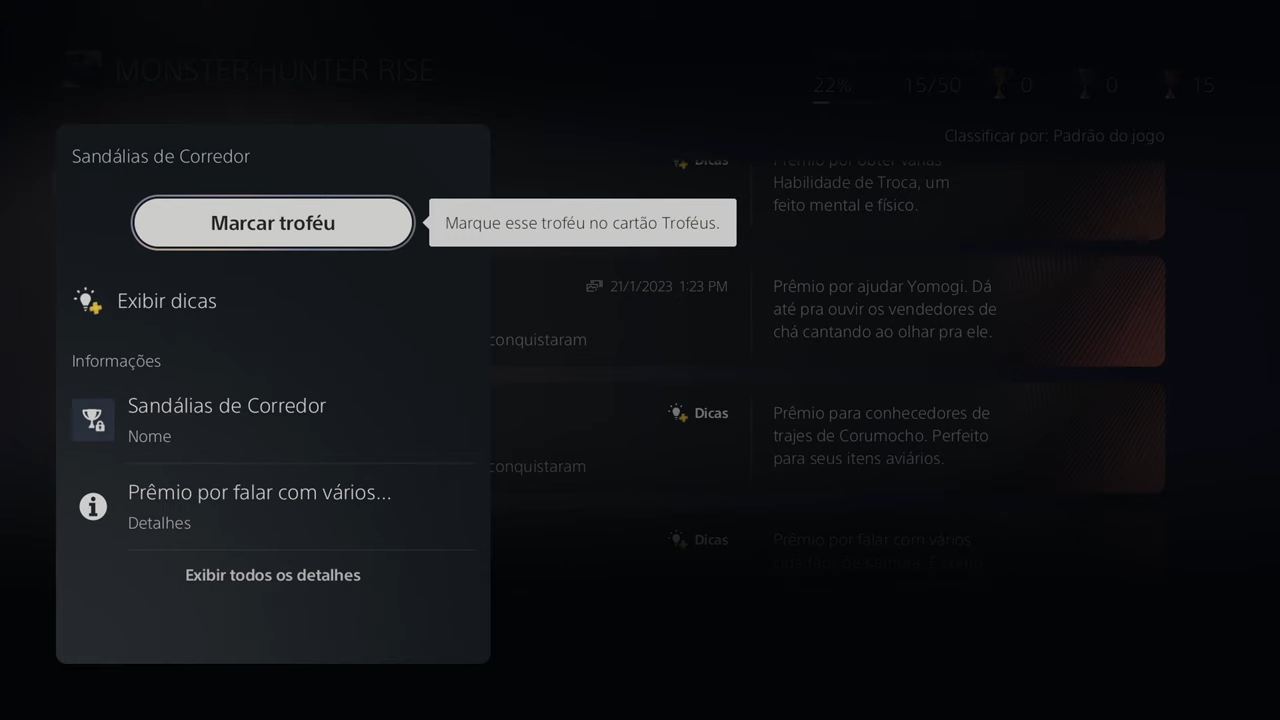 MONSTER HUNTER RISE
22%
15/50
0
0
15
Classificar por: Padrão do jogo
Sandálias de Corredor
Marcar troféu
Marque esse troféu no cartão Troféus.
Exibir dicas
Informações
Sandálias de Corredor
Nome
Prêmio por falar com vários...
Detalhes
Exibir todos os detalhes
Dicas
Prêmio por obter várias
Habilidade de Troca, um
feito mental e físico.
21/1/2023 1:23 PM
conquistaram
Prêmio por ajudar Yomogi. Dá
até pra ouvir os vendedores de
chá cantando ao olhar pra ele.
Dicas
conquistaram
Prêmio para conhecedores de
trajes de Corumocho. Perfeito
para seus itens aviários.
Dicas
Prêmio por falar com vários
cidadãos de Kamura. É como